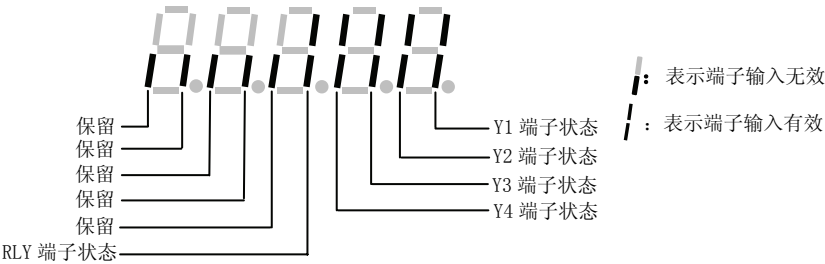 ：表示端子输入无效
：表示端子输入有效
保留
保留
保留
保留
保留
RLY 端子状态
Y1 端子状态
Y2 端子状态
Y3 端子状态
Y4 端子状态